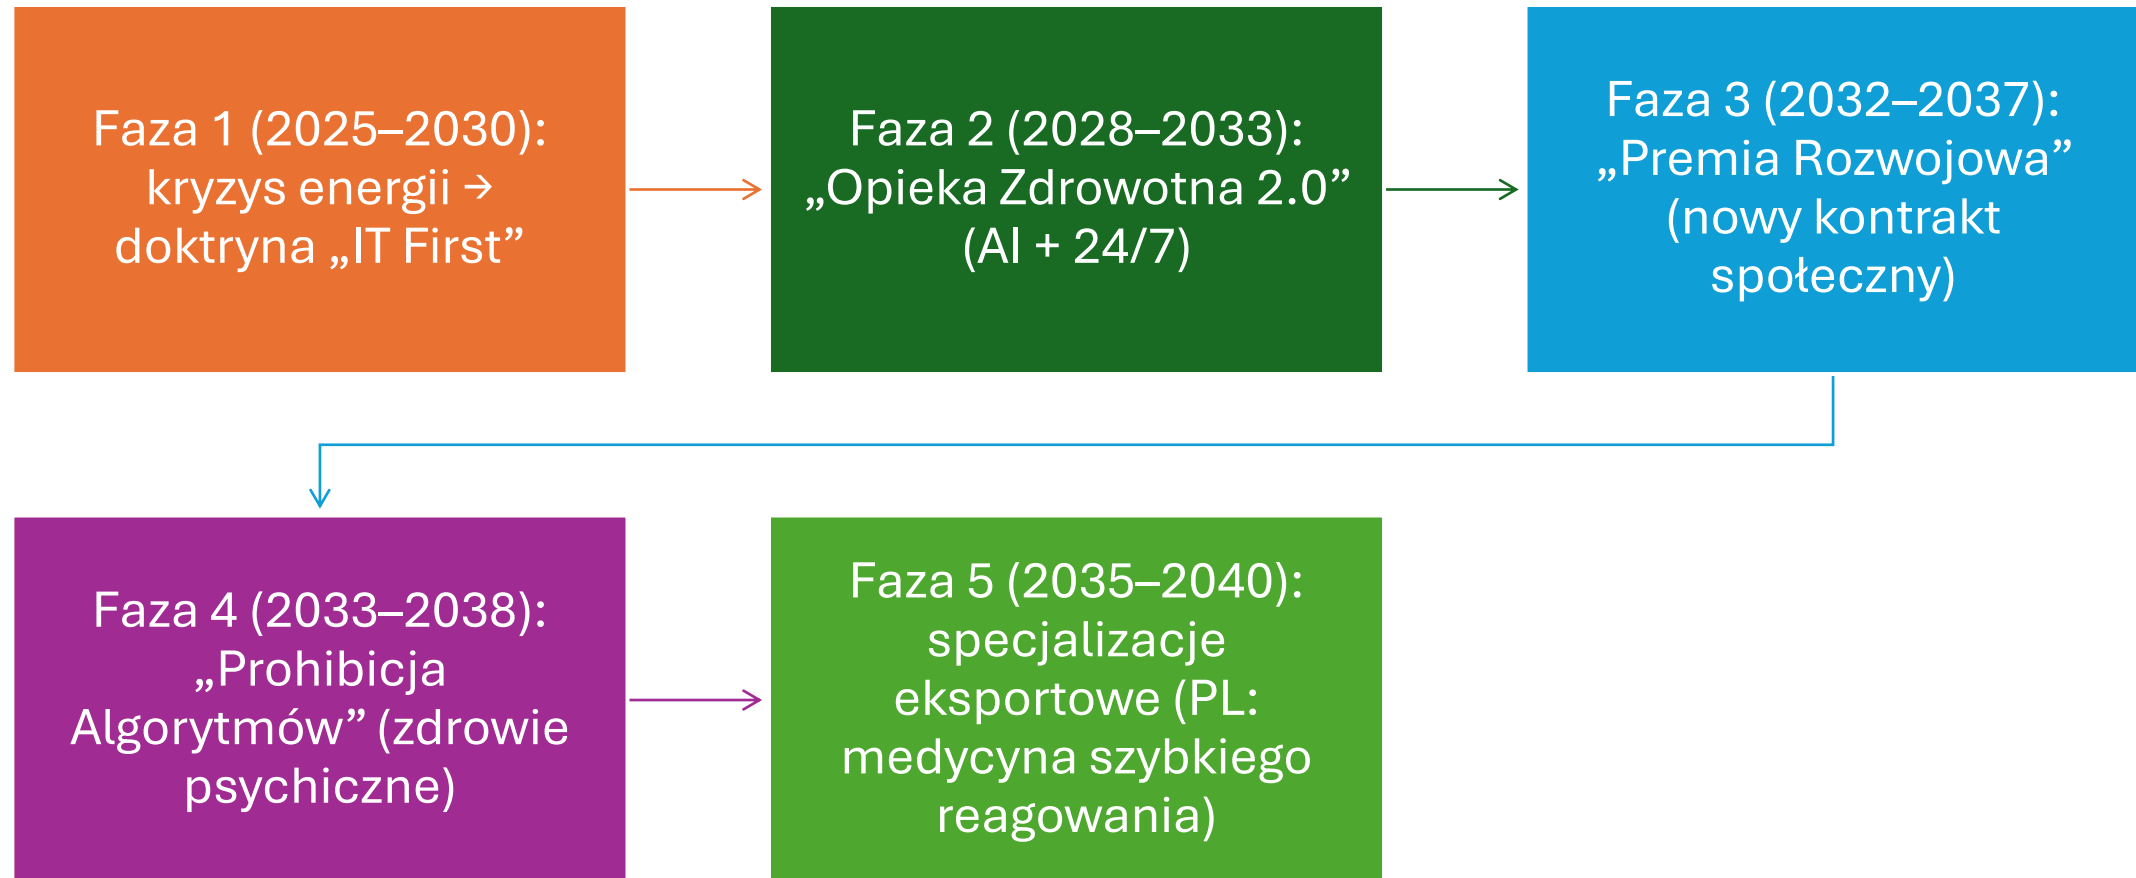 Faza 1 (2025–2030):
kryzys energii →
doktryna „IT First”
Faza 2 (2028–2033):
„Opieka Zdrowotna 2.0”
(AI + 24/7)
Faza 3 (2032–2037):
„Premia Rozwojowa”
(nowy kontrakt
społeczny)
Faza 4 (2033–2038):
„Prohibicja
Algorytmów” (zdrowie
psychiczne)
Faza 5 (2035–2040):
specjalizacje
eksportowe (PL:
medycyna szybkiego
reagowania)